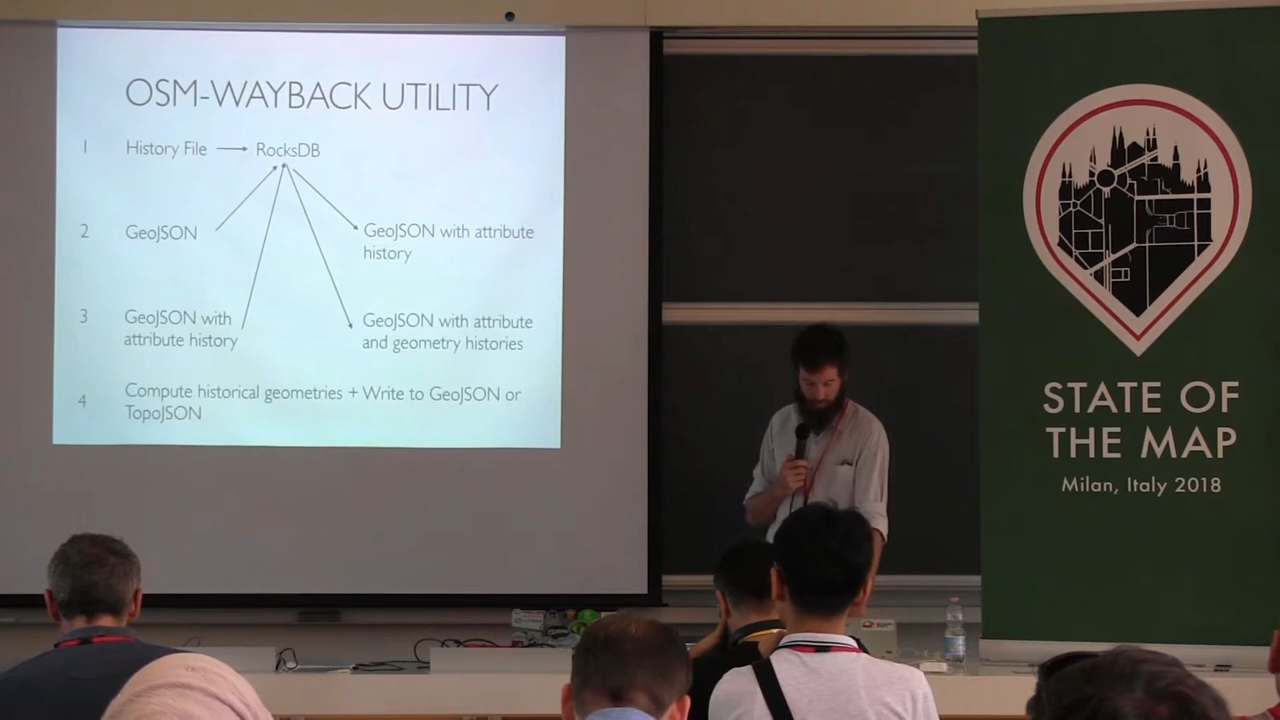 OSM-WAYBACK UTILITY
1 History File RocksDB
2 GeoJSON
GeoJSON with attribute
history
3 GeoJSON with
attribute history
GeoJSON with attribute
and geometry histories
4 Compute historical geometries + Write to GeoJSON or
TopoJSON
STATE OF
THE MAP
Milan, Italy 2018